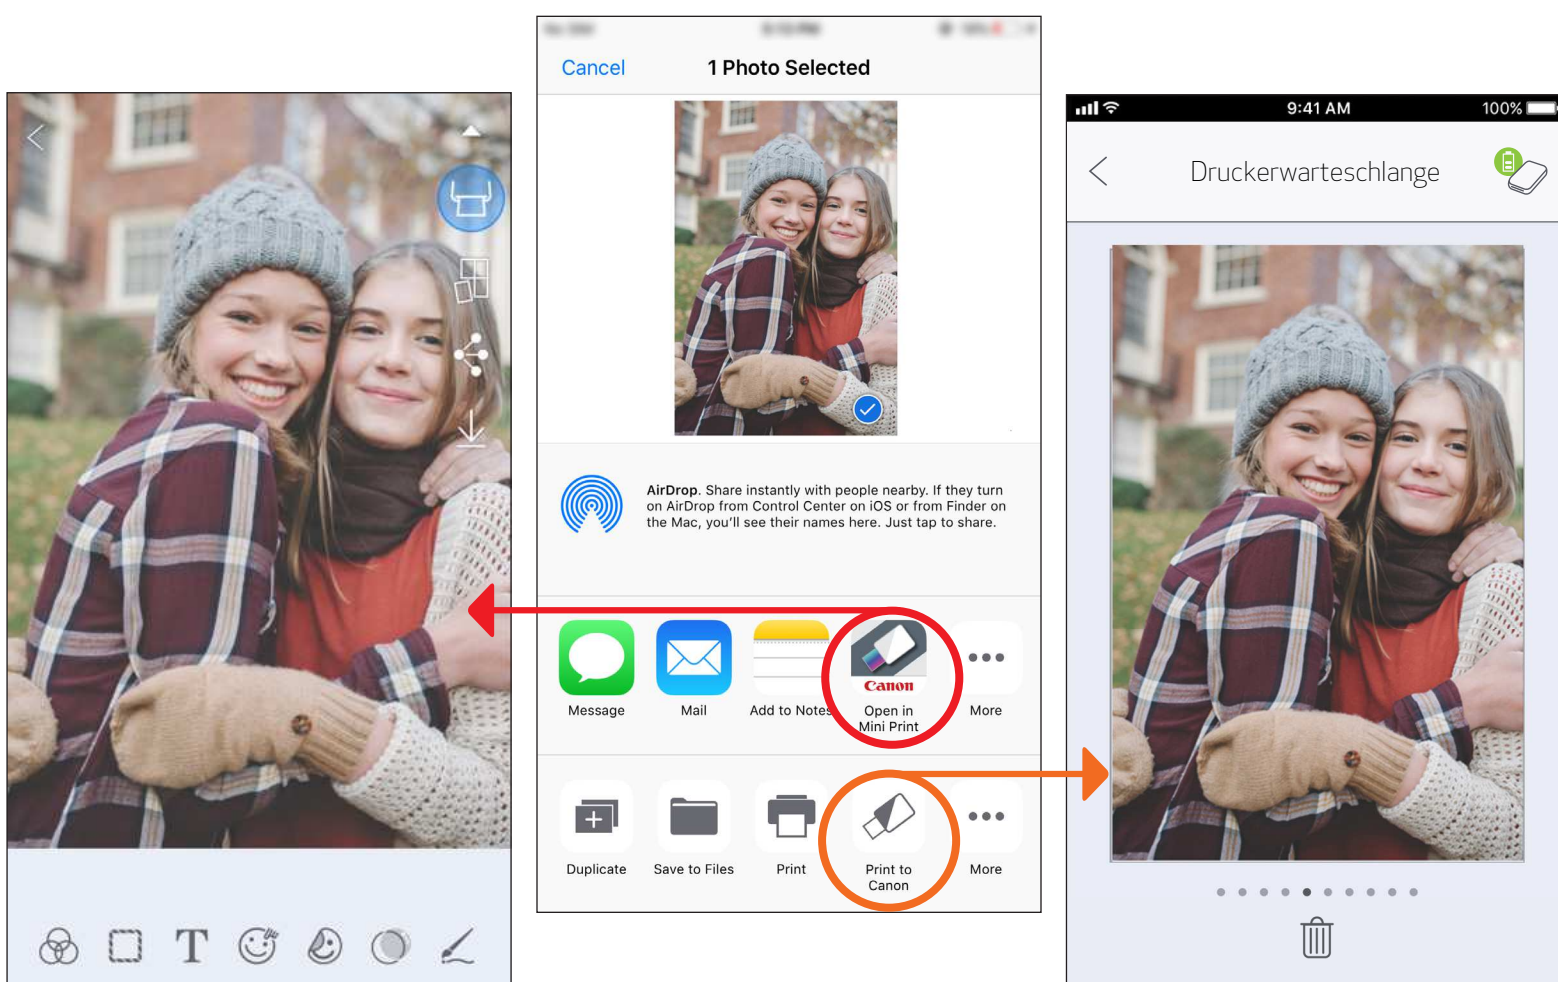 Cancel
1 Photo Selected
AirDrop. Share instantly with people nearby. If they turn
on AirDrop from Control Center on iOS or from Finder on
the Mac, you'll see their names here. Just tap to share.
Canon
Message
Mail
Add to Notes
Open in
Mini Print
More
Duplicate
Save to Files
Print
Print to
Canon
More
T
9:41 AM
100%
Druckerwarteschlange